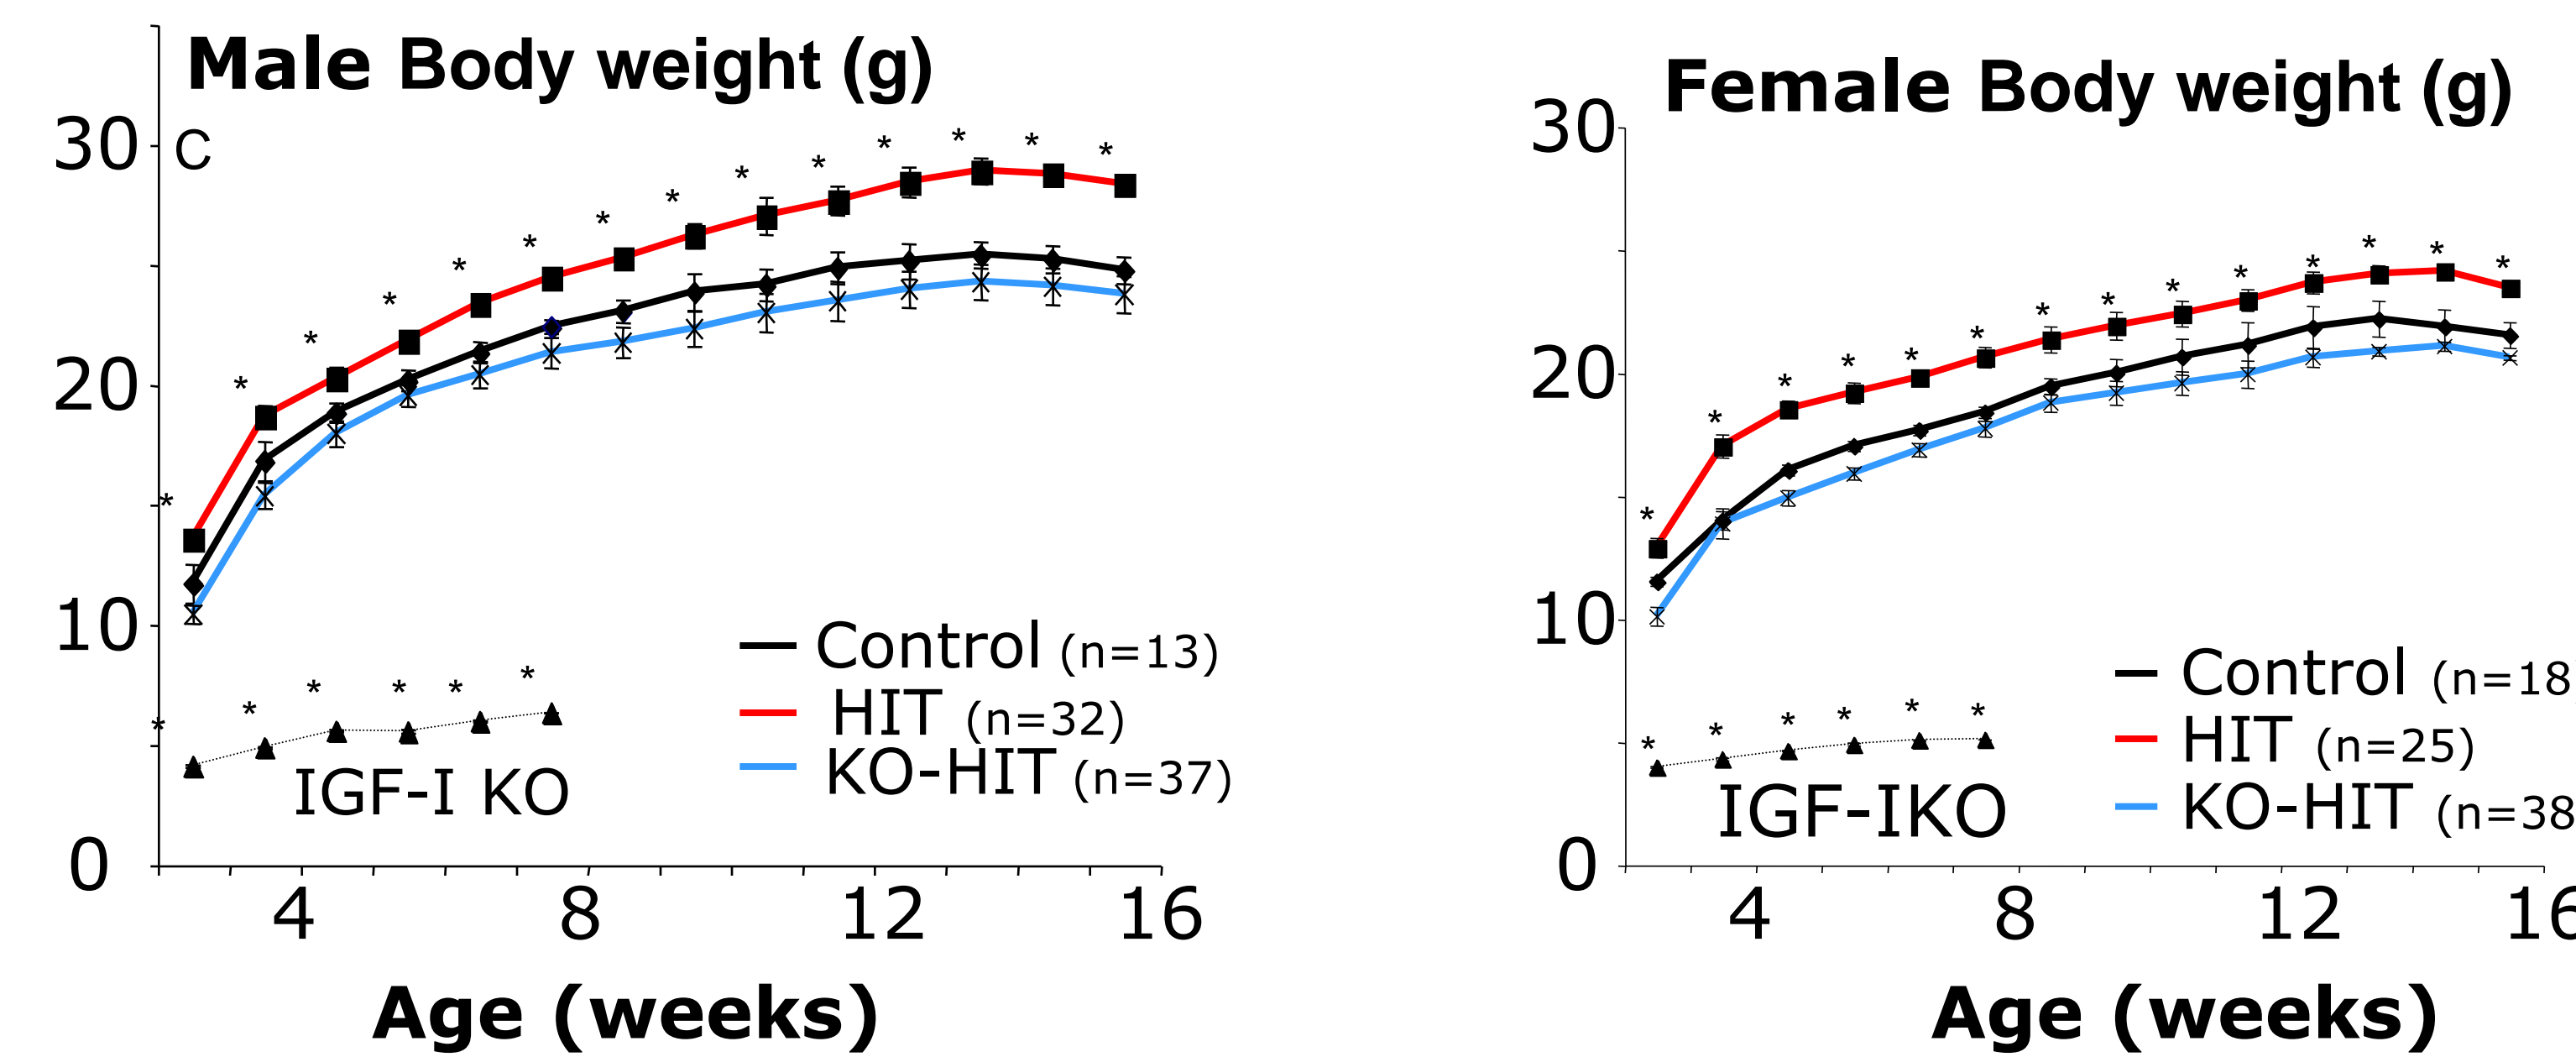 Male Body weight (g)
30
C
20
10
0
Control (n=13)
HIT (n=32)
KO-HIT (n=37)
IGF-I KO
4 8 12 16
Age (weeks)
Female Body weight (g)
30
20
10
0
Control (n=18
HIT (n=25)
KO-HIT (n=38
IGF-IKO
4 8 12 16
Age (weeks)